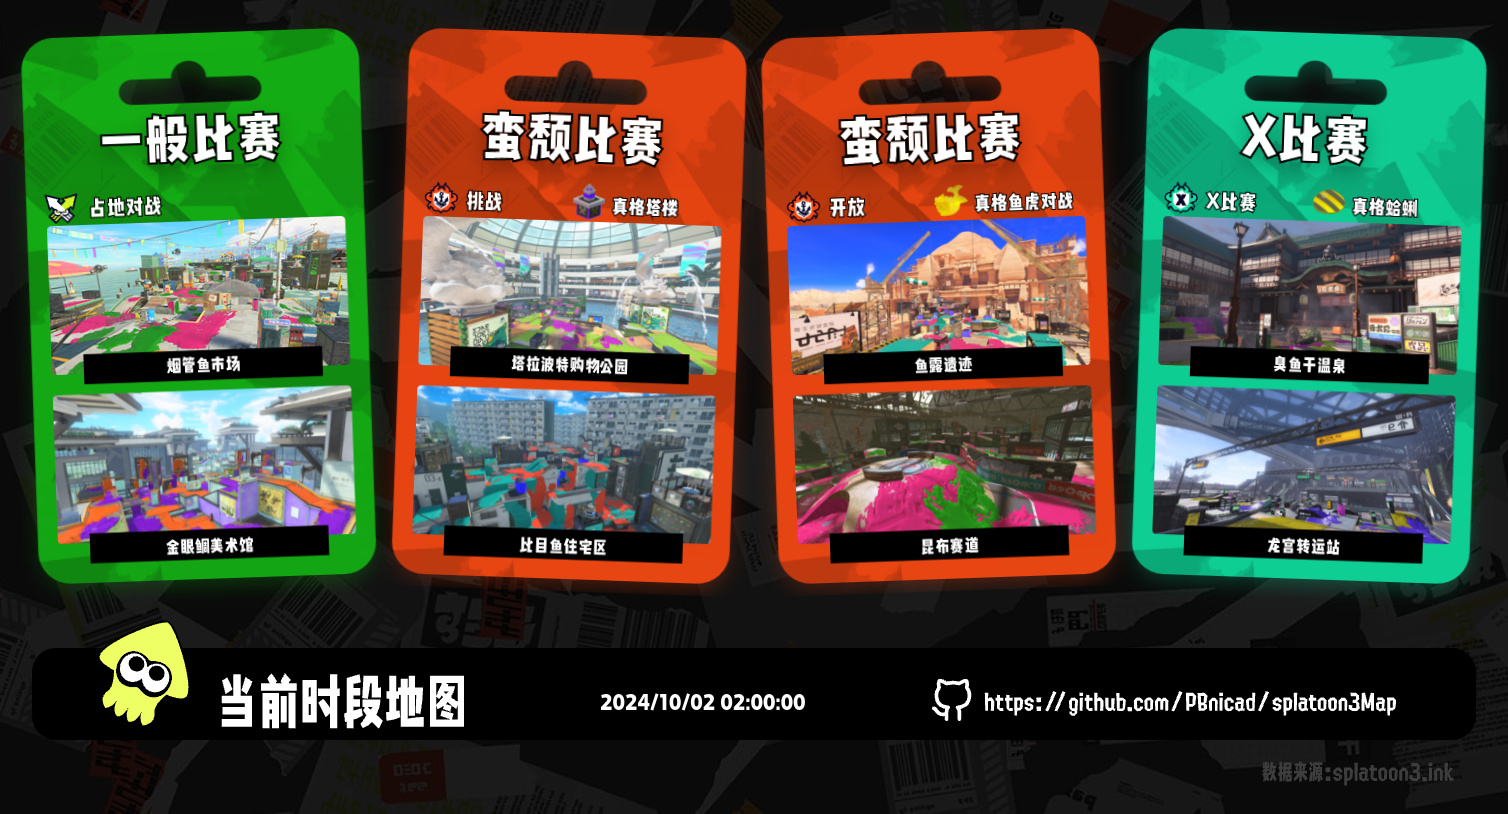 一般比赛
占地对战
烟管鱼市场
金眼鲷美术馆
蛮颓比赛
挑战
真格塔楼
塔拉波特购物公园
比目鱼住宅区
蛮颓比赛
开放
真格鱼虎对战
鱼露遗迹
昆布赛道
X比赛
X比赛
真格蛤蜊
臭鱼干温泉
龙宫转运站
当前时段地图
2024/10/02 02:00:00
https://github.com/PBnicad/splatoon3Map
数据来源:splatoon3.ink